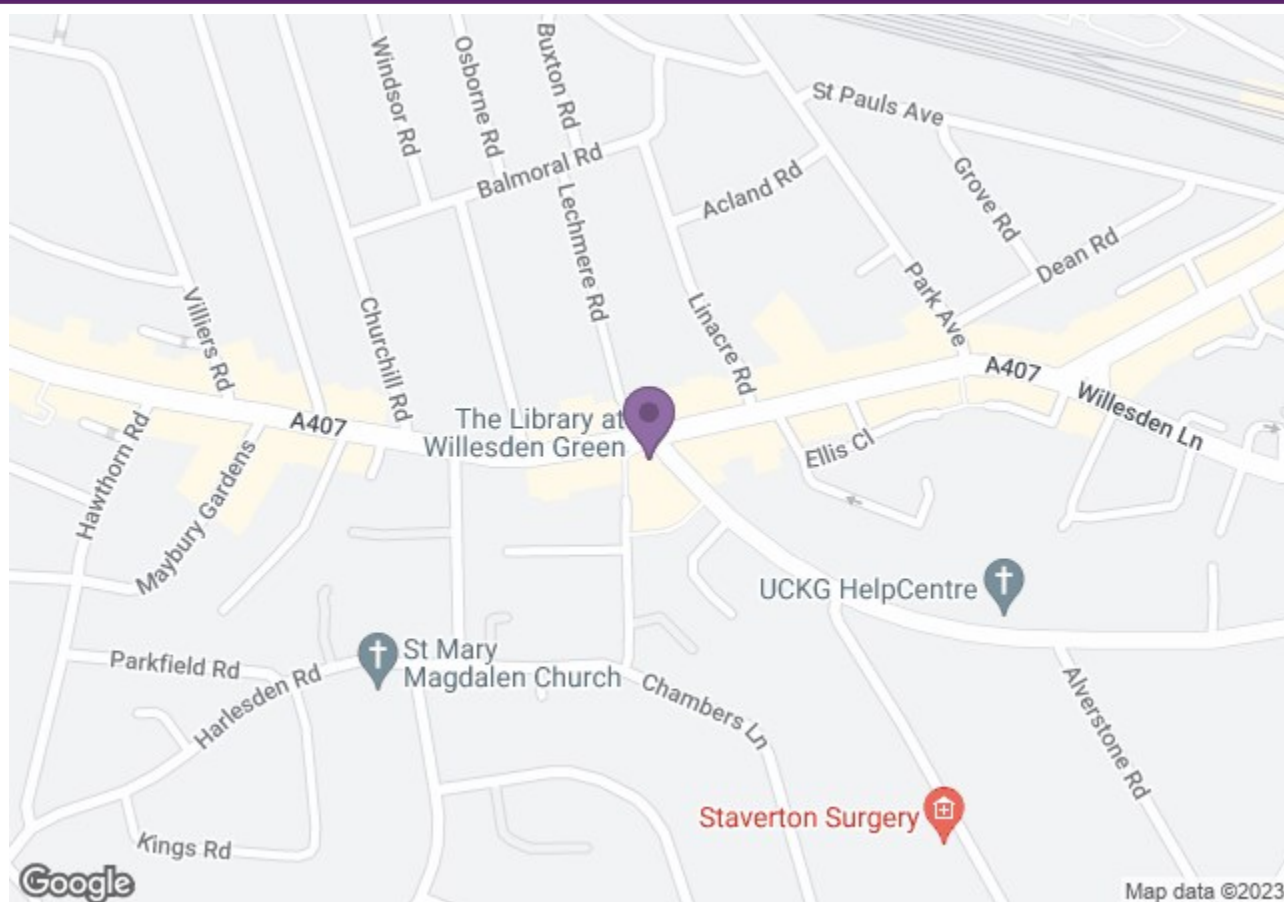 Windsor Rd
Osborne Rd
Buxton Rd
St Pauls Ave
Balmoral Rd
Acland Rd
Grove Rd
Dean Rd
Lechmere Rd
Villiers Rd
Churchill Rd
Linacre Rd
Park Ave
A407
A407
Willesden Ln
The Library at
Willesden Green
Ellis Cl
Hawthorn Rd
Maybury Gardens
UCKG HelpCentre
St Mary
Magdalen Church
Parkfield Rd
Harlesden Rd
Chambers Ln
Alverstone Rd
Staverton Surgery
Kings Rd
Google
Map data ©2023